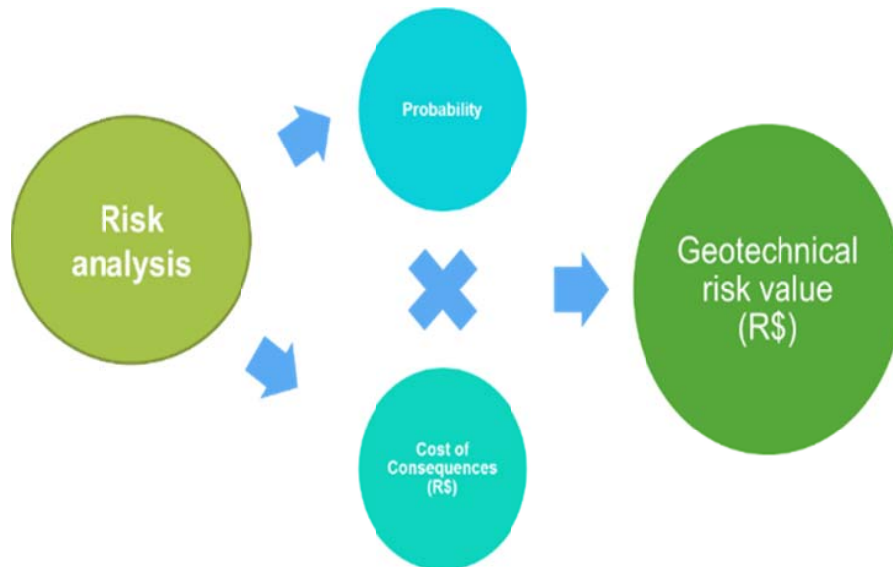 Risk
analysis
Probability
Cost of
Consequences
(R$)
Geotechnical
risk value
(R$)